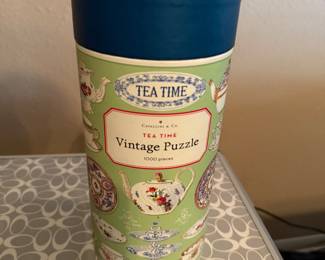 TEA TIME
CAVALLINI & Co.
TEA TIME
Vintage Puzzle
1000 pieces